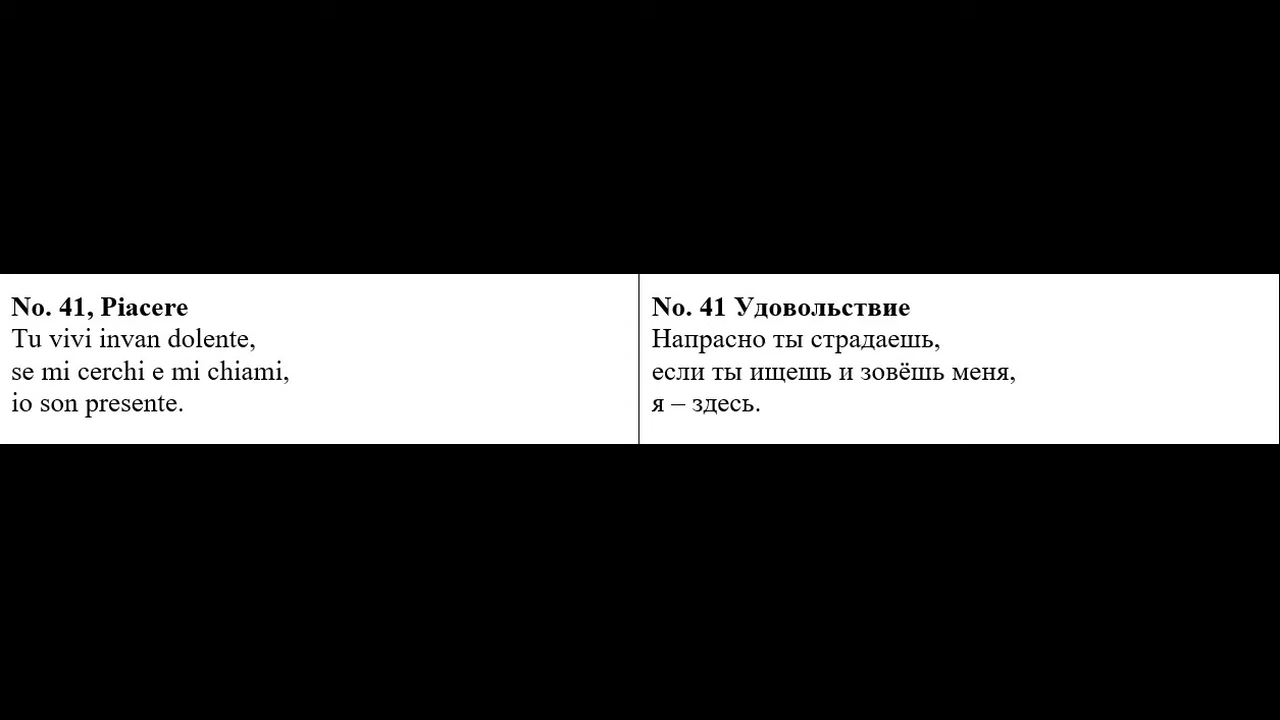 No. 41, Piacere
Tu vivi invan dolente,
se mi cerchi e mi chiami,
io son presente.
No. 41 Удовольствие
Напрасно ты страдаешь,
если ты ищешь и зовёшь меня,
я – здесь.